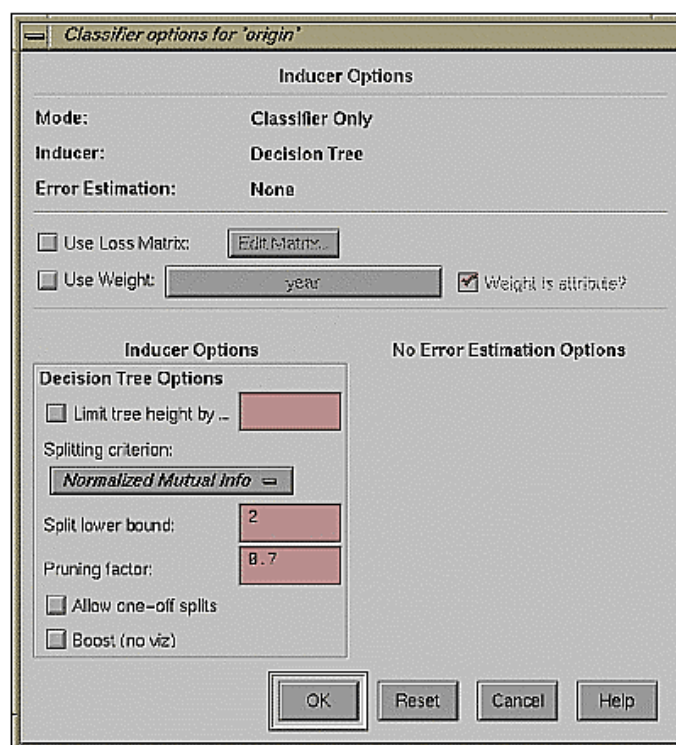 Classifier options for 'origin'
Inducer Options
Mode: Classifier Only
Inducer: Decision Tree
Error Estimation: None
Use Loss Matrix: Edit Matrix...
Use Weight: year Weight is attribute?
Inducer Options No Error Estimation Options
Decision Tree Options
Limit tree height by ...
Splitting criterion:
Normalized Mutual Info
Split lower bound: 2
Pruning factor: 0.7
Allow one-off splits
Boost (no viz)
OK Reset Cancel Help